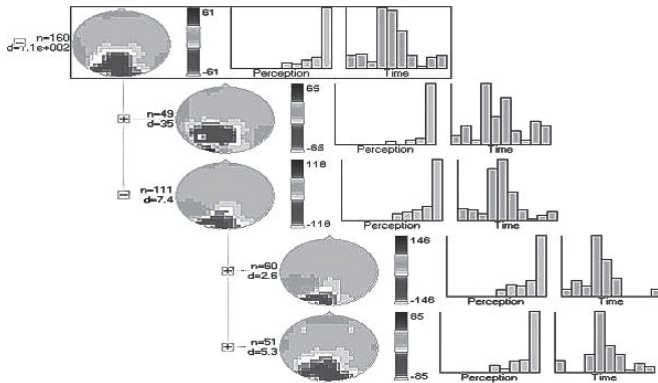 n=160
d=7.1e+002
61
-61
Perception
Time
n=49
d=35
65
-65
Perception
Time
n=111
d=7.4
118
-118
Perception
Time
n=60
d=2.6
146
-146
Perception
Time
n=51
d=5.3
85
-85
Perception
Time